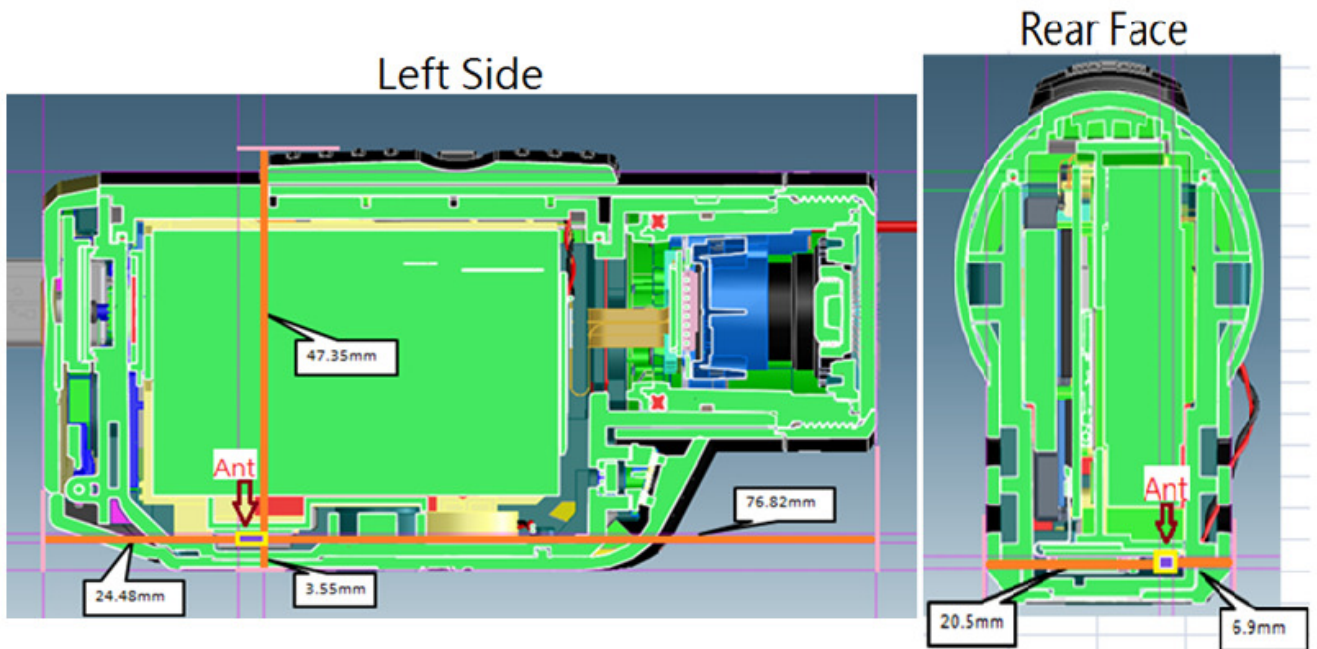 Rear Face
Left Side
47.35mm
Ant
76.82mm
24.48mm
3.55mm
Ant
20.5mm
6.9mm